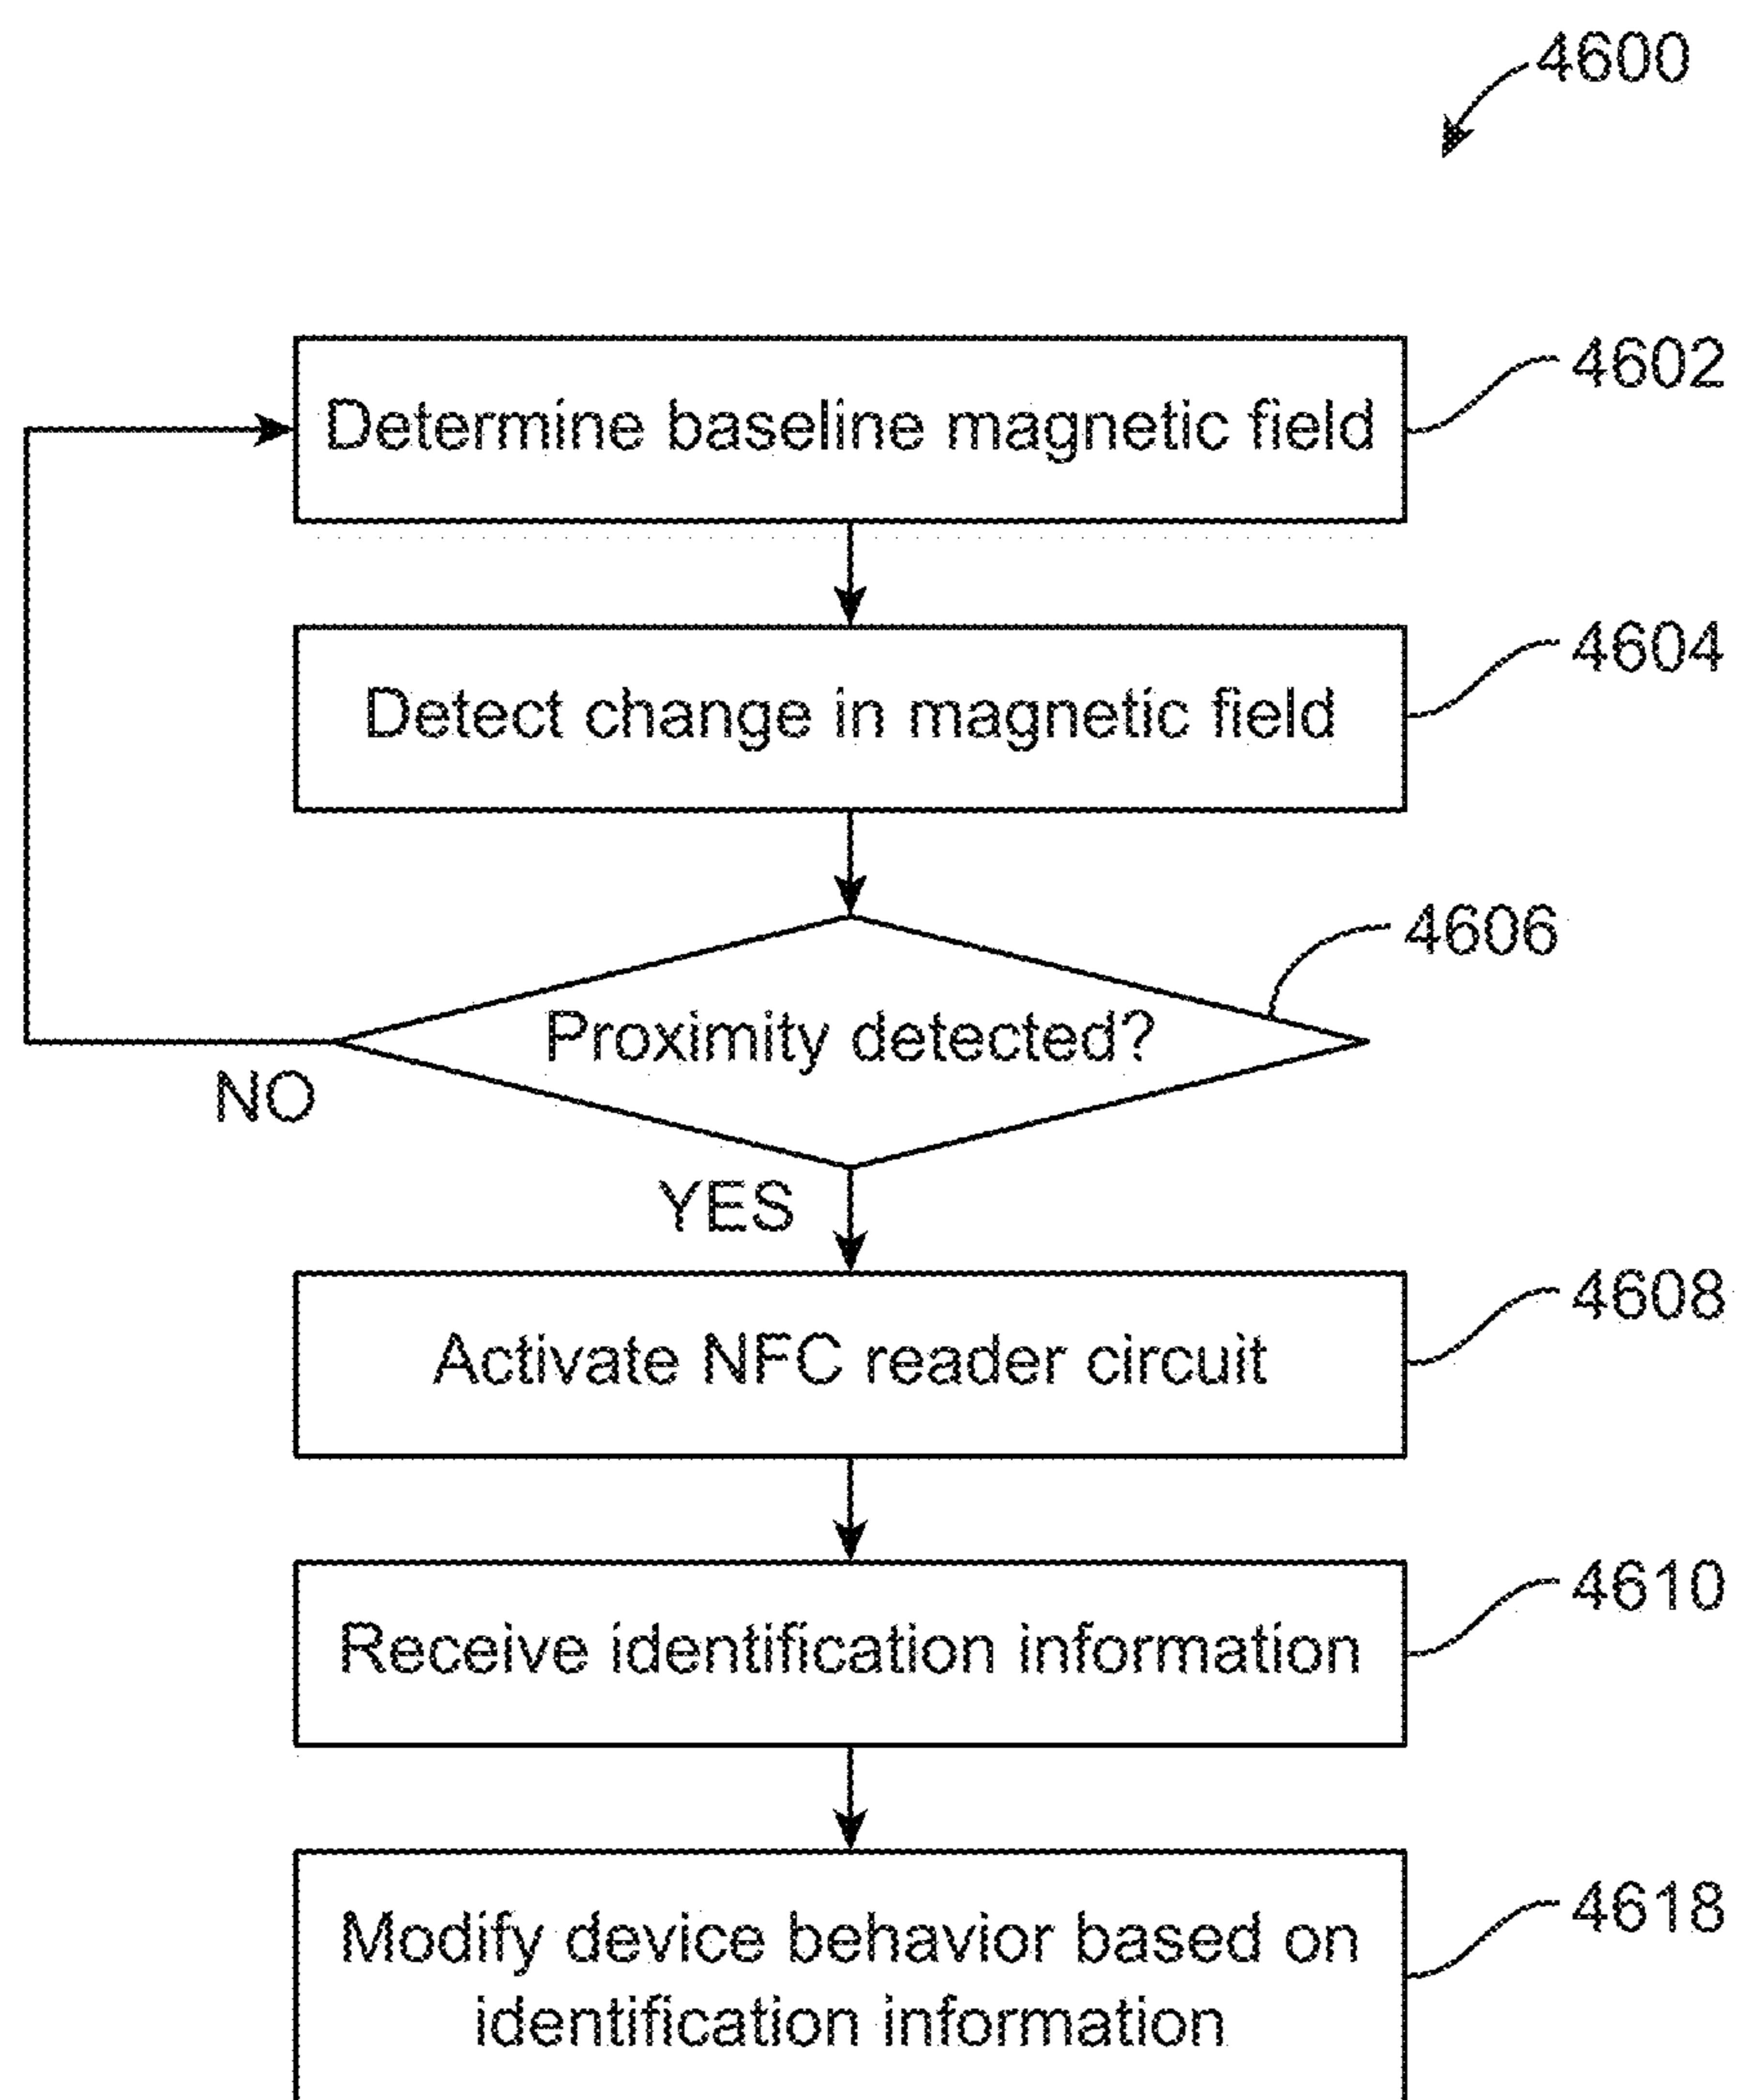 4600
Determine baseline magnetic field
4602
Detect change in magnetic field
4604
Proximity detected?
4606
NO
YES
Activate NFC reader circuit
4608
Receive identification information
4610
Modify device behavior based on
identification information
4618